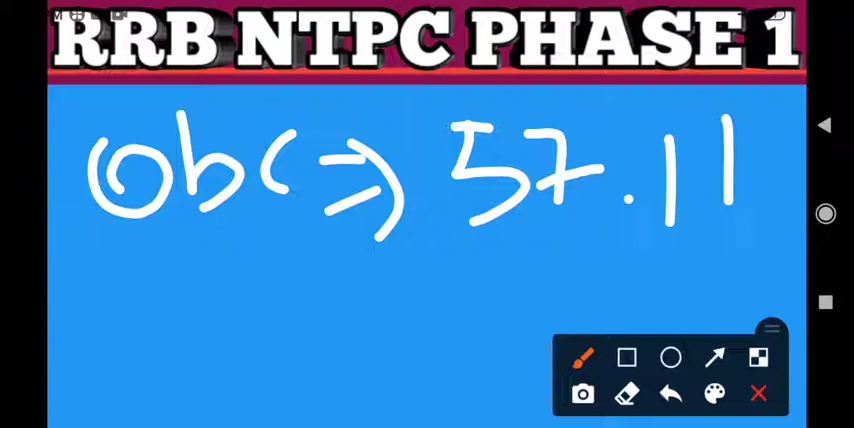 RRB NTPC PHASE 1
Obc => 57.11